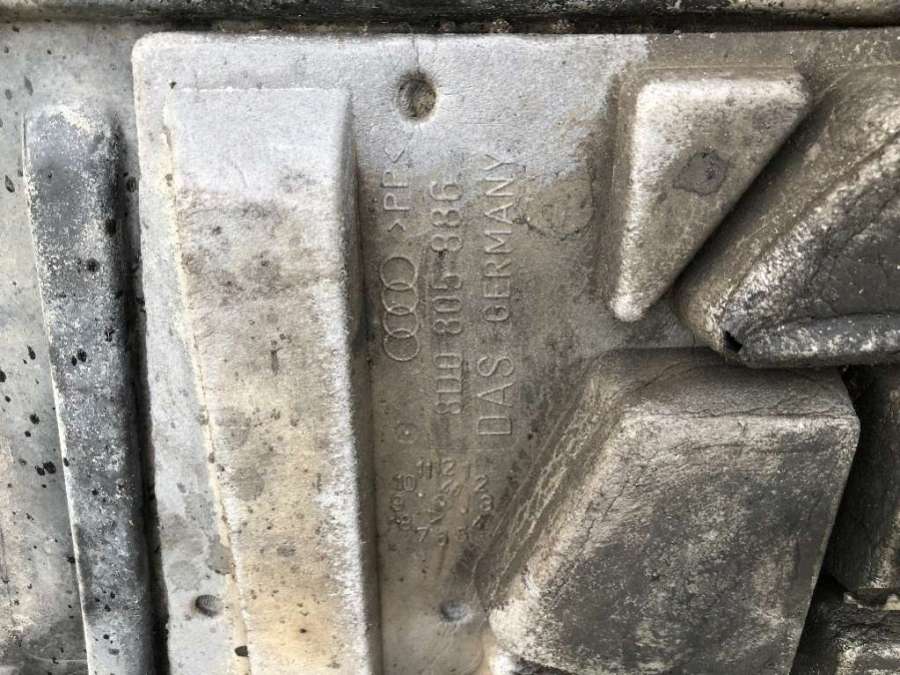 >PP<
8D0 805 886
DAS GERMANY